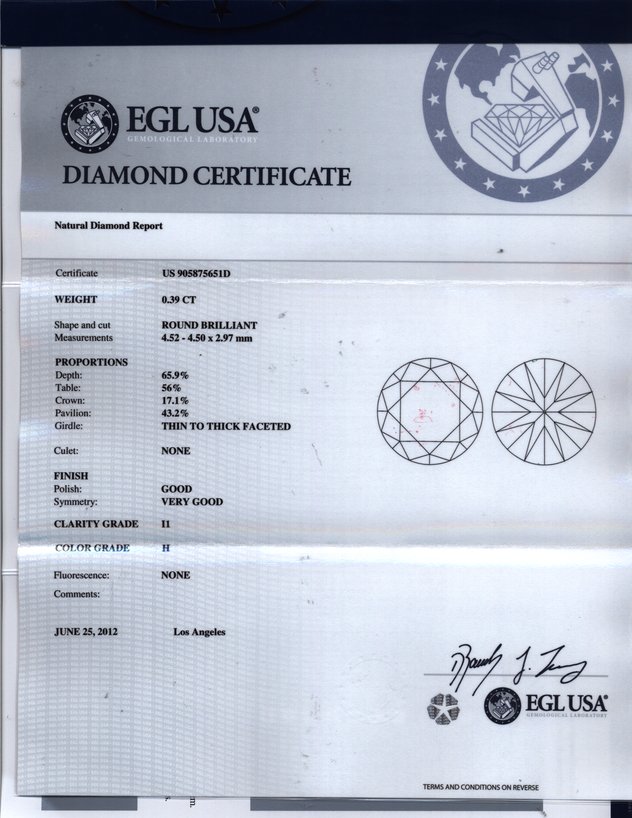 EGL USA®
GEMOLOGICAL LABORATORY
DIAMOND CERTIFICATE
Natural Diamond Report
Certificate US 905875651D
WEIGHT 0.39 CT
Shape and cut ROUND BRILLIANT
Measurements 4.52 - 4.50 x 2.97 mm
PROPORTIONS
Depth: 65.9%
Table: 56%
Crown: 17.1%
Pavilion: 43.2%
Girdle: THIN TO THICK FACETED
Culet: NONE
FINISH
Polish: GOOD
Symmetry: VERY GOOD
CLARITY GRADE I1
COLOR GRADE H
Fluorescence: NONE
Comments:
JUNE 25, 2012 Los Angeles
EGL USA®
GEMOLOGICAL LABORATORY
TERMS AND CONDITIONS ON REVERSE